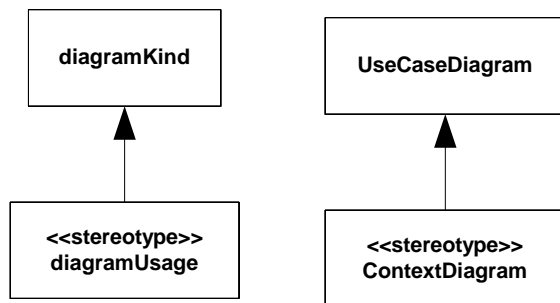 diagramKind
UseCaseDiagram
<<stereotype>>
diagramUsage
<<stereotype>>
ContextDiagram